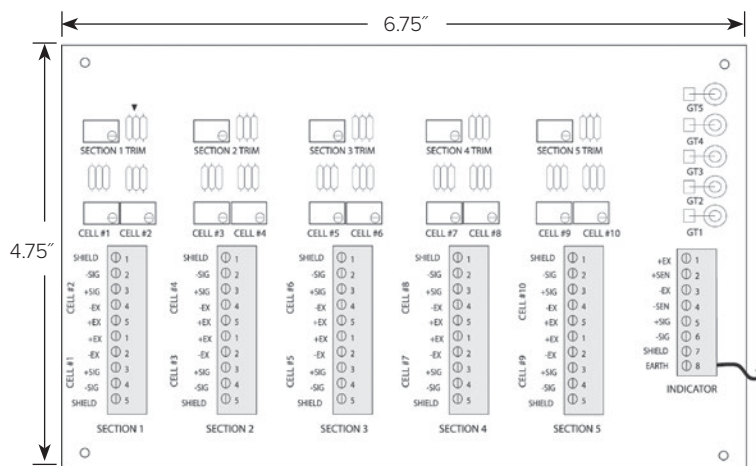 6.75″
4.75″
GT5
GT4
GT3
GT2
GT1
SECTION 1 TRIM
SECTION 2 TRIM
SECTION 3 TRIM
SECTION 4 TRIM
SECTION 5 TRIM
CELL #1 CELL #2
CELL #3 CELL #4
CELL #5 CELL #6
CELL #7 CELL #8
CELL #9 CELL #10
CELL #2
SHIELD 1
-SIG 2
+SIG 3
-EX 4
+EX 5
CELL #1
+EX 1
-EX 2
+SIG 3
-SIG 4
SHIELD 5
SECTION 1
CELL #4
SHIELD 1
-SIG 2
+SIG 3
-EX 4
+EX 5
CELL #3
+EX 1
-EX 2
+SIG 3
-SIG 4
SHIELD 5
SECTION 2
CELL #6
SHIELD 1
-SIG 2
+SIG 3
-EX 4
+EX 5
CELL #5
+EX 1
-EX 2
+SIG 3
-SIG 4
SHIELD 5
SECTION 3
CELL #8
SHIELD 1
-SIG 2
+SIG 3
-EX 4
+EX 5
CELL #7
+EX 1
-EX 2
+SIG 3
-SIG 4
SHIELD 5
SECTION 4
CELL #10
SHIELD 1
-SIG 2
+SIG 3
-EX 4
+EX 5
CELL #9
+EX 1
-EX 2
+SIG 3
-SIG 4
SHIELD 5
SECTION 5
+EX 1
+SEN 2
-EX 3
-SEN 4
+SIG 5
-SIG 6
SHIELD 7
EARTH 8
INDICATOR